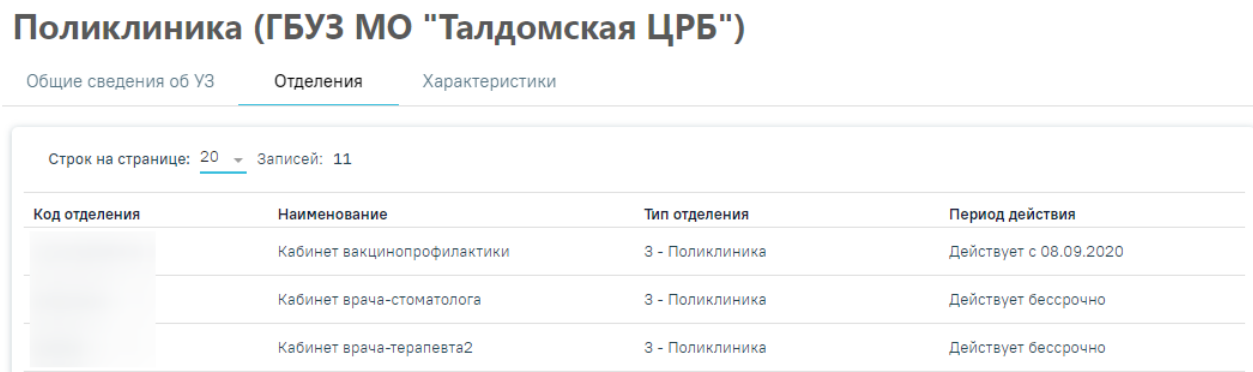 Поликлиника (ГБУЗ МО "Талдомская ЦРБ")
Общие сведения об УЗ Отделения Характеристики
Строк на странице: 20 Записей: 11
Код отделения Наименование Тип отделения Период действия
Кабинет вакцинопрофилактики 3 - Поликлиника Действует с 08.09.2020
Кабинет врача-стоматолога 3 - Поликлиника Действует бессрочно
Кабинет врача-терапевта2 3 - Поликлиника Действует бессрочно